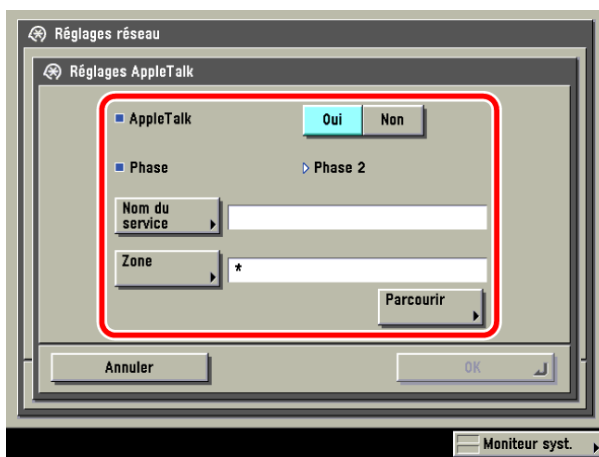 Réglages réseau
Réglages AppleTalk
AppleTalk Oui Non
Phase Phase 2
Nom du
service
Zone *
Parcourir
Annuler OK
Moniteur syst.